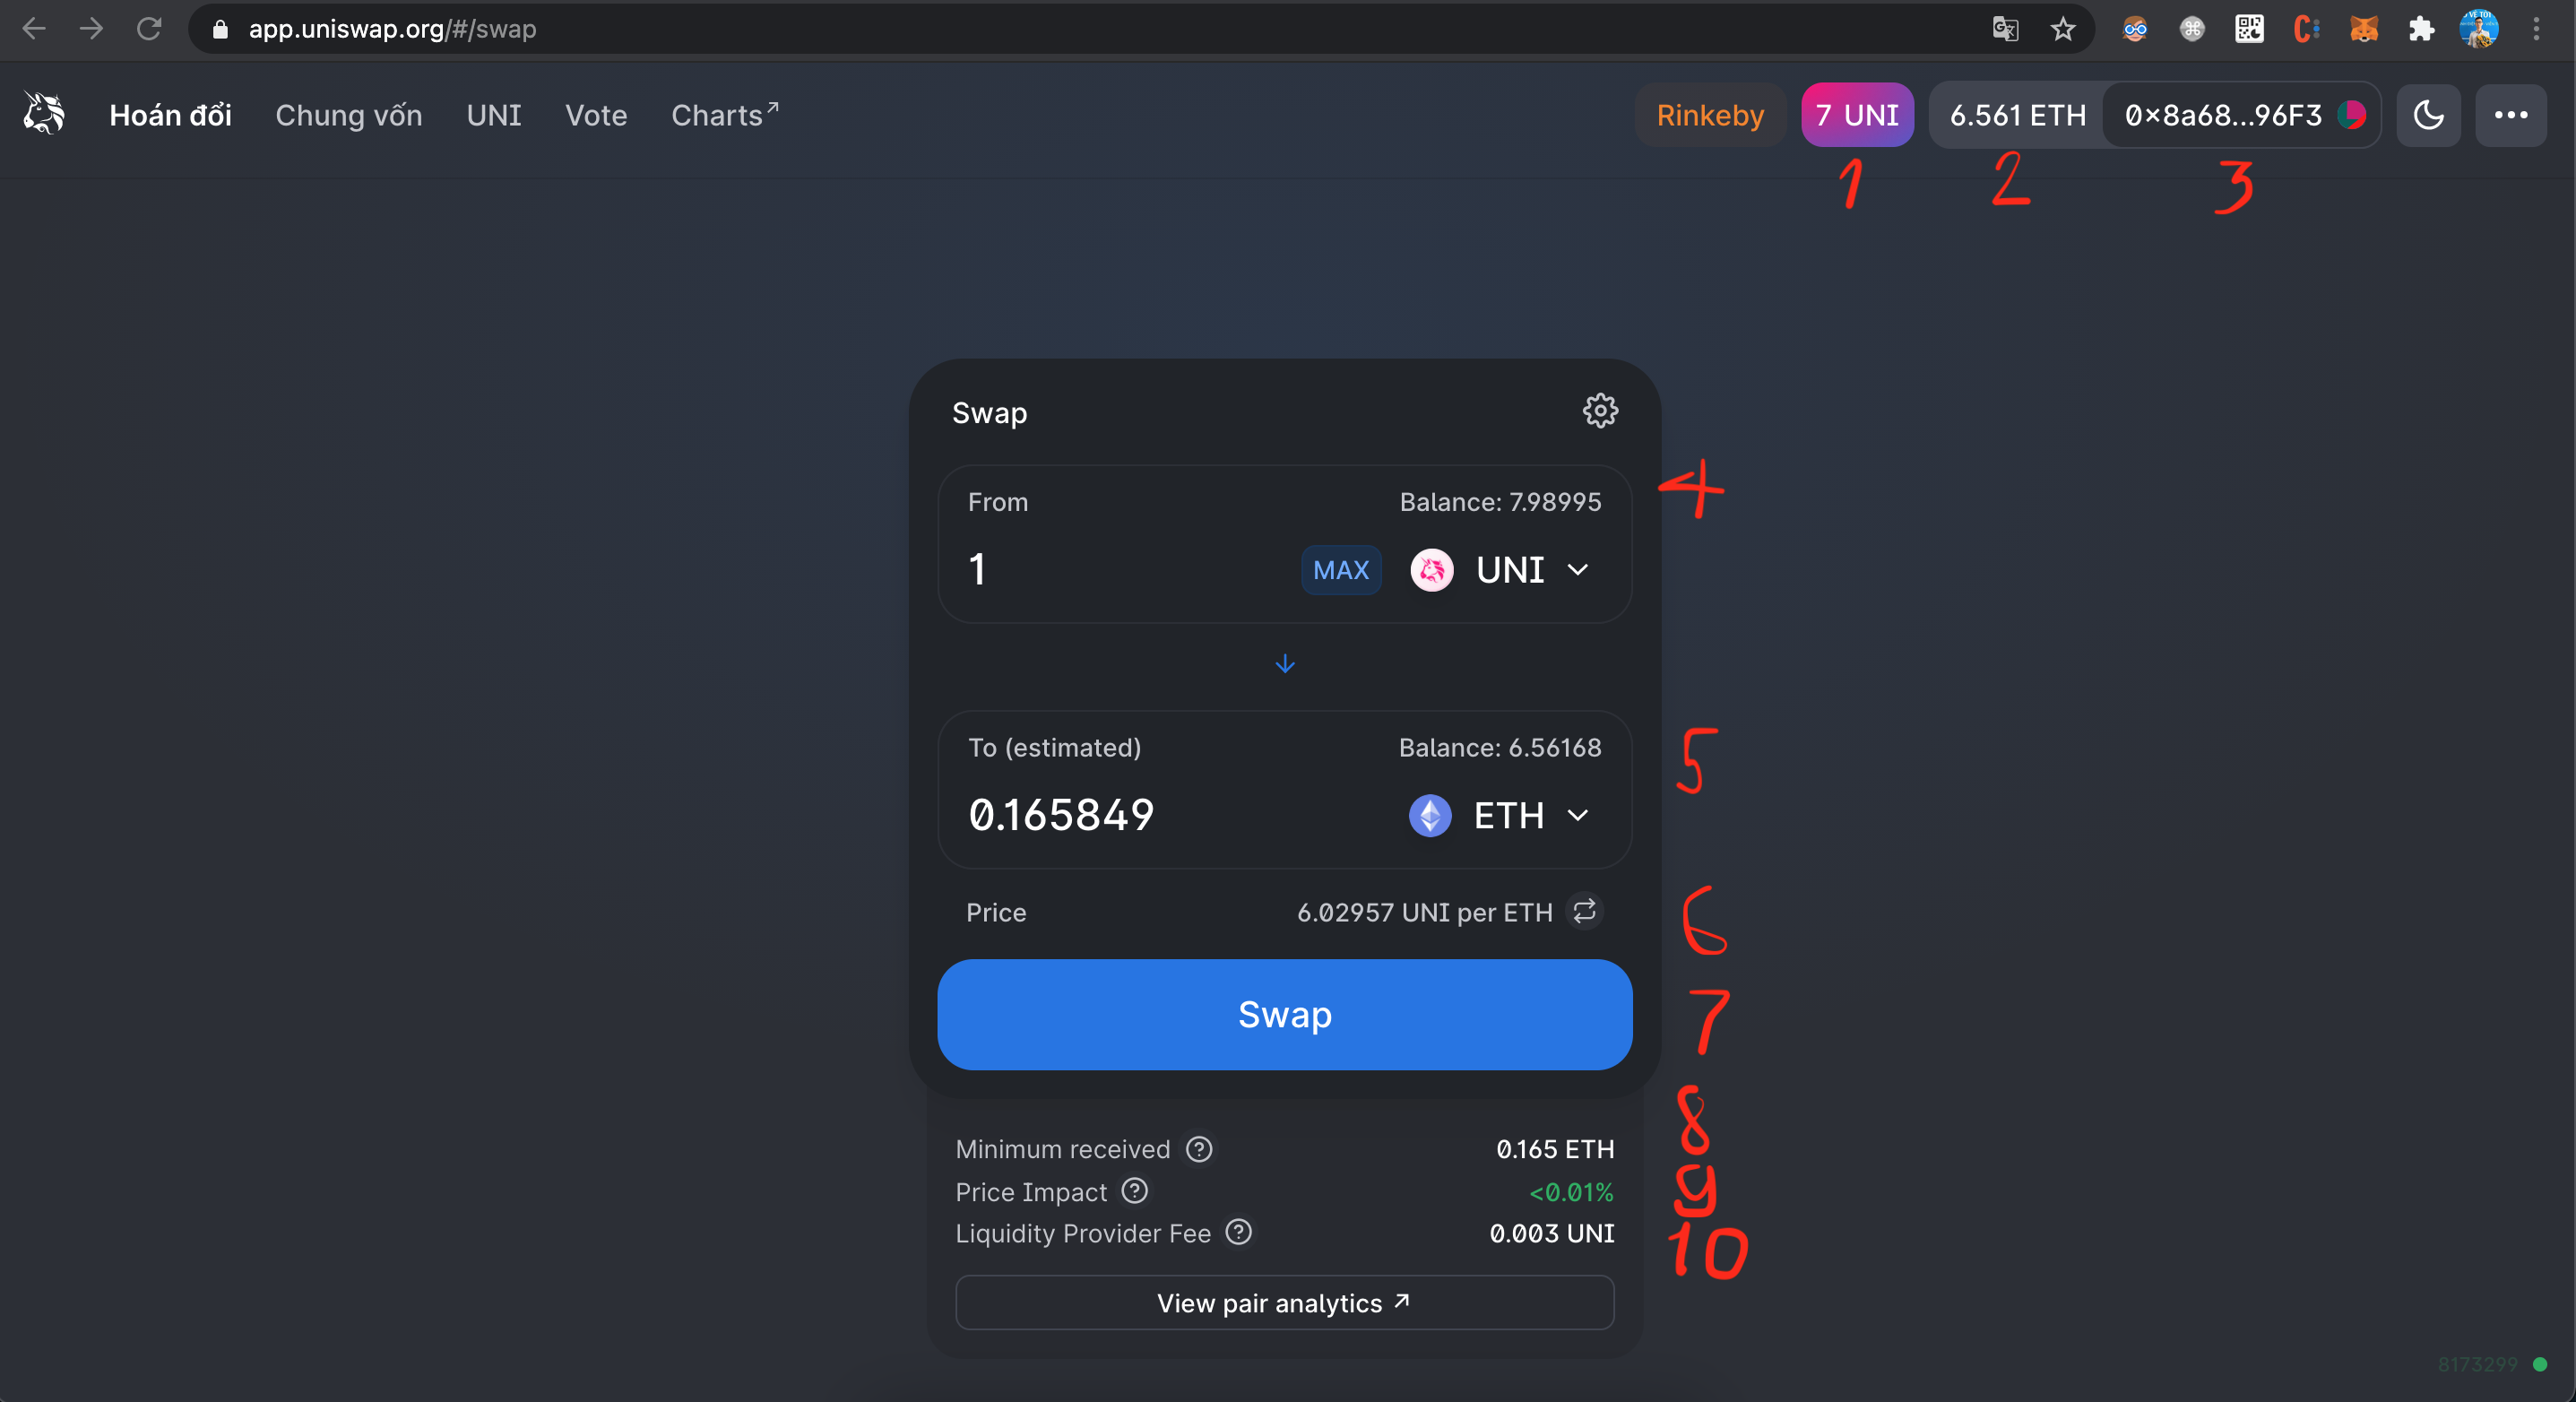 app.uniswap.org/#/swap
Hoán đổi Chung vốn UNI Vote Charts↗ Rinkeby 7 UNI 6.561 ETH 0x8a68...96F3
1 2 3
Swap
4
From Balance: 7.98995
1 MAX UNI
5
To (estimated) Balance: 6.56168
0.165849 ETH
6
Price 6.02957 UNI per ETH
7
Swap
8
Minimum received 0.165 ETH
9
Price Impact <0.01%
10
Liquidity Provider Fee 0.003 UNI
View pair analytics ↗
8173299